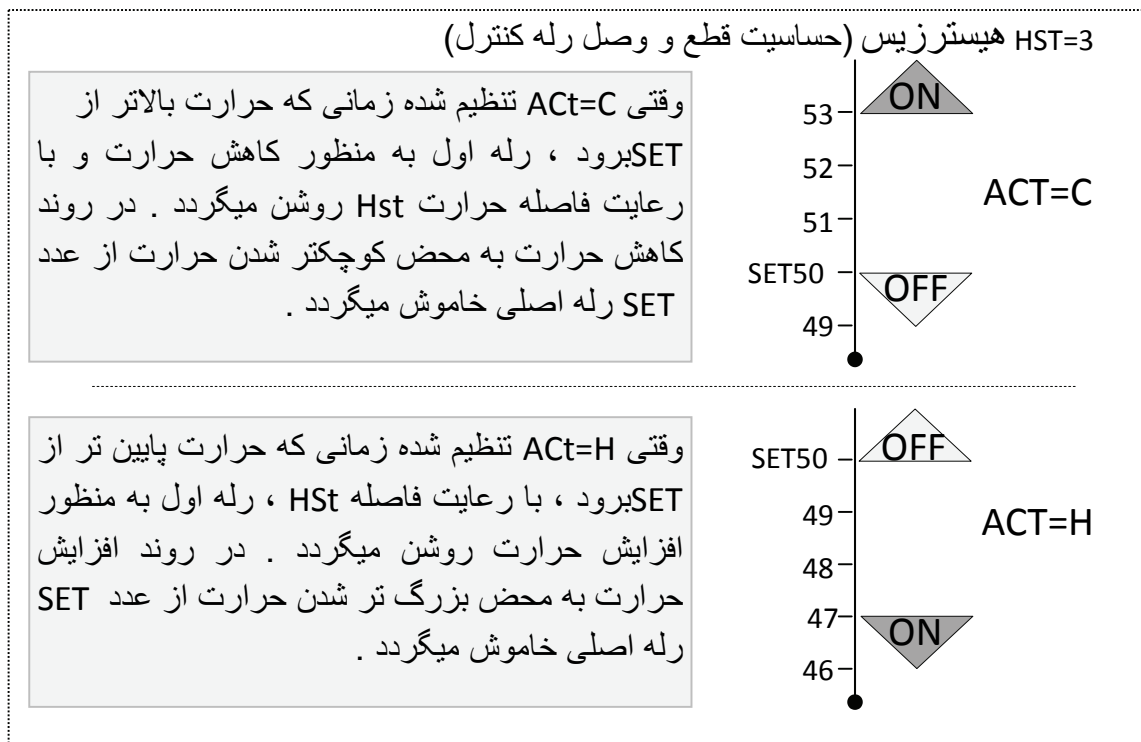 HST=3 هیسترزیس (حساسیت قطع و وصل رله کنترل)
وقتی ACt=C تنظیم شده زمانی که حرارت بالاتر از
SETبرود ، رله اول به منظور کاهش حرارت و با
رعایت فاصله حرارت Hst روشن میگردد . در روند
کاهش حرارت به محض کوچکتر شدن حرارت از عدد
SET رله اصلی خاموش میگردد .
ON
53
52
ACT=C
51
SET50
OFF
49
وقتی ACt=H تنظیم شده زمانی که حرارت پایین تر از
SETبرود ، با رعایت فاصله HSt ، رله اول به منظور
افزایش حرارت روشن میگردد . در روند افزایش
حرارت به محض بزرگ تر شدن حرارت از عدد SET
رله اصلی خاموش میگردد .
OFF
SET50
49
ACT=H
48
47
ON
46